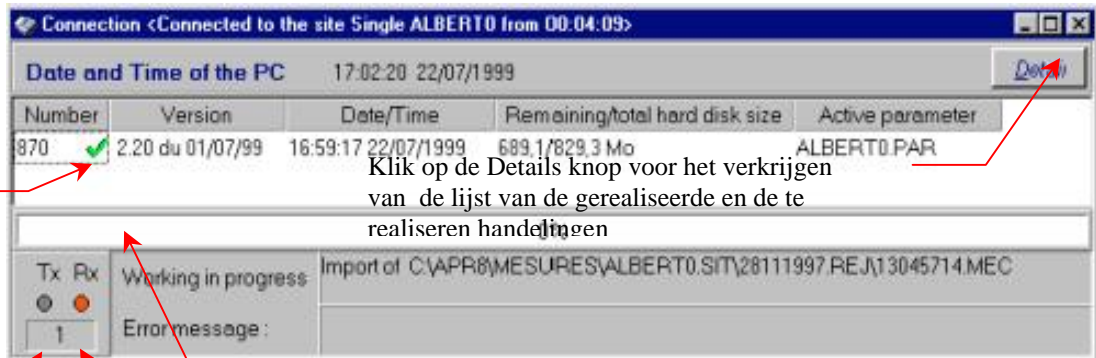 Connection <Connected to the site Single ALBERT0 from 00:04:09>
Date and Time of the PC 17:02:20 22/07/1999 Details
Number Version Date/Time Remaining/total hard disk size Active parameter
870 2.20 du 01/07/99 16:59:17 22/07/1999 689,1/829,3 Mo ALBERT0.PAR
Klik op de Details knop voor het verkrijgen
van de lijst van de gerealiseerde en de te
realiseren handelingen
Tx Rx Working in progress Import of C:\APR8\MESURES\ALBERT0.SIT\28111997.REJ\13045714.MEC
1 Error message :